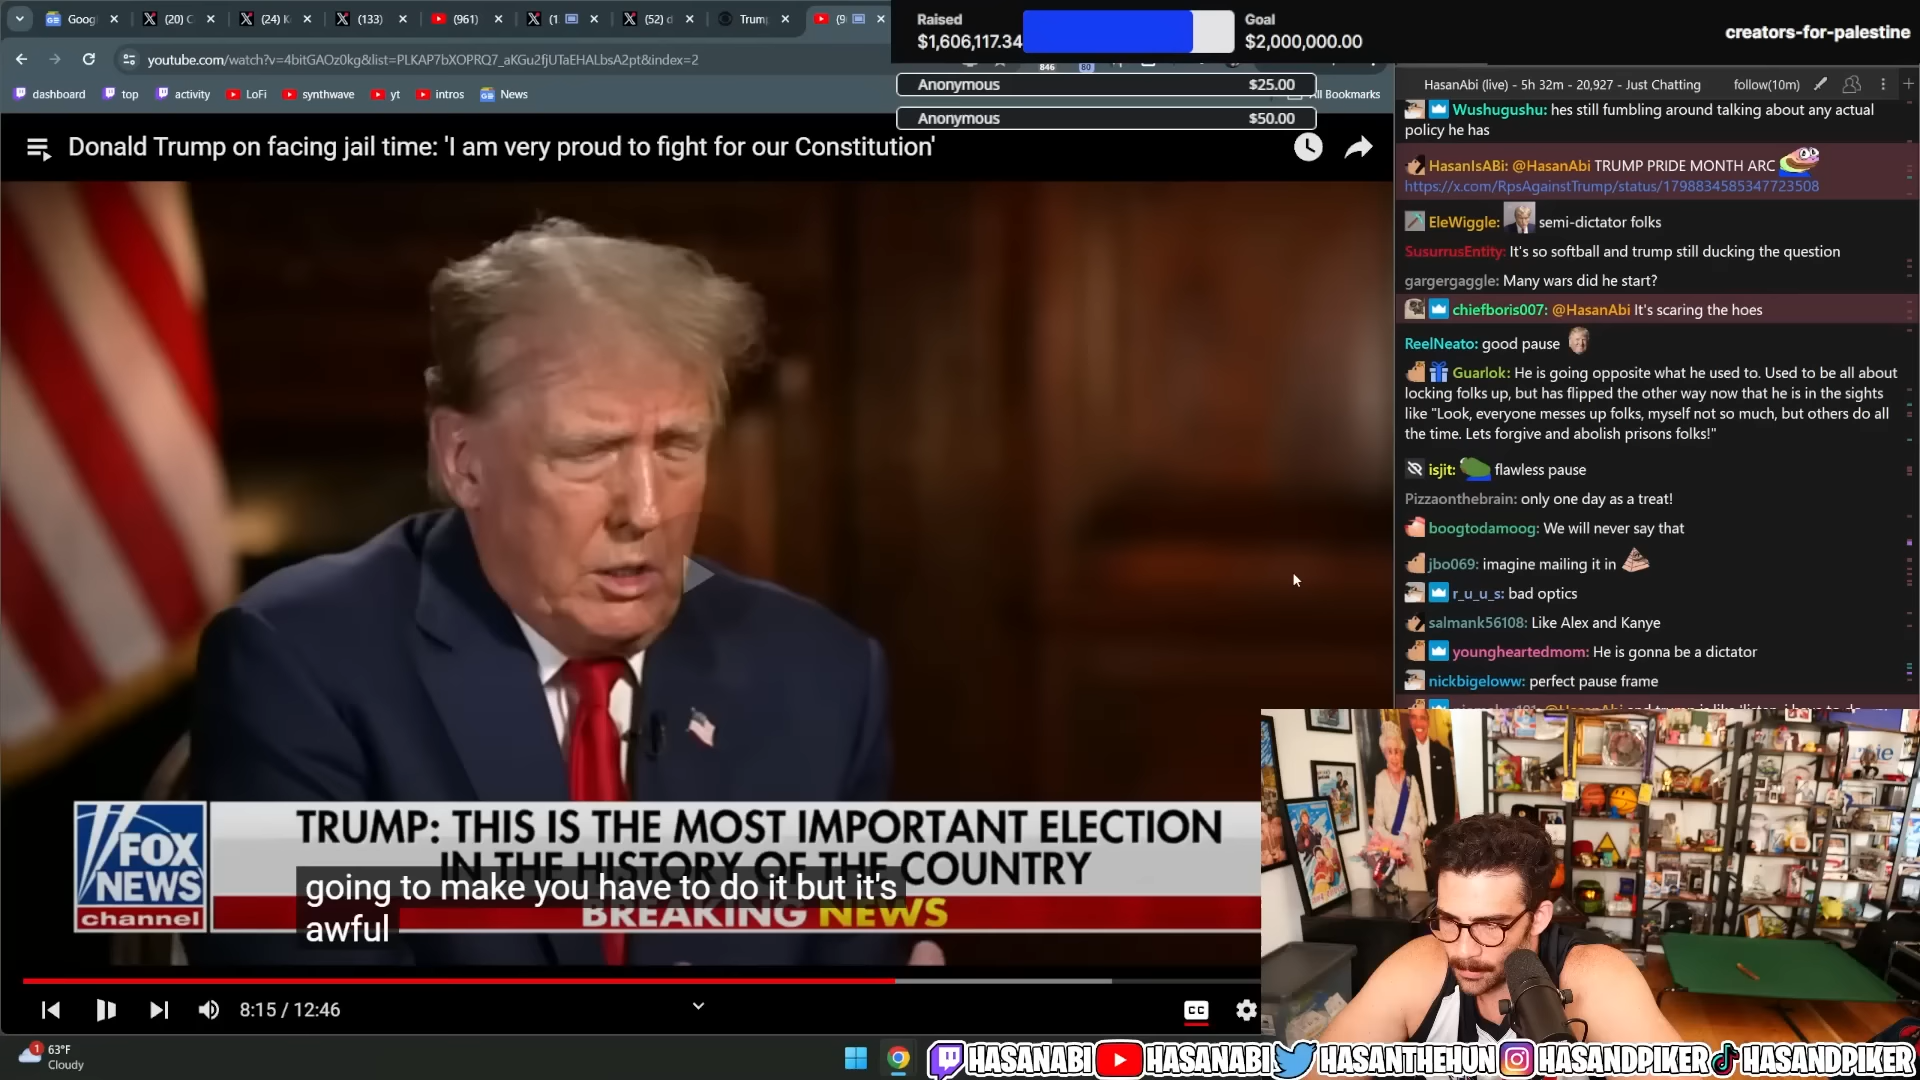 Goog
(20) C
(24) K
(133)
(961)
(1
(52) d
Trum
(9
youtube.com/watch?v=4bitGAOz0kg&list=PLKAP7bXOPRQ7_aKGu2fjUTaEHALbsA2pt&index=2
846
80
dashboard
top
activity
LoFi
synthwave
yt
intros
News
All Bookmarks
Raised
$1,606,117.34
Goal
$2,000,000.00
creators-for-palestine
Anonymous $25.00
Anonymous $50.00
Donald Trump on facing jail time: 'I am very proud to fight for our Constitution'
HasanAbi (live) - 5h 32m - 20,927 - Just Chatting
follow(10m)
Wushugushu: hes still fumbling around talking about any actual
policy he has
HasanIsABi: @HasanAbi TRUMP PRIDE MONTH ARC
https://x.com/RpsAgainstTrump/status/1798834585347723508
EleWiggle: semi-dictator folks
SusurrusEntity: It's so softball and trump still ducking the question
gargergaggle: Many wars did he start?
chiefboris007: @HasanAbi It's scaring the hoes
ReelNeato: good pause
Guarlok: He is going opposite what he used to. Used to be all about
locking folks up, but has flipped the other way now that he is in the sights
like "Look, everyone messes up folks, myself not so much, but others do all
the time. Lets forgive and abolish prisons folks!"
isjit: flawless pause
Pizzaonthebrain: only one day as a treat!
boogtodamoog: We will never say that
jbo069: imagine mailing it in
r_u_u_s: bad optics
salmank56108: Like Alex and Kanye
youngheartedmom: He is gonna be a dictator
nickbigeloww: perfect pause frame
FOX
NEWS
channel
TRUMP: THIS IS THE MOST IMPORTANT ELECTION
IN THE HISTORY OF THE COUNTRY
going to make you have to do it but it's
awful
BREAKING NEWS
8:15 / 12:46
CC
1
63°F
Cloudy
HASANABI
HASANABI
HASANTHEHUN
HASANDPIKER
HASANDPIKER